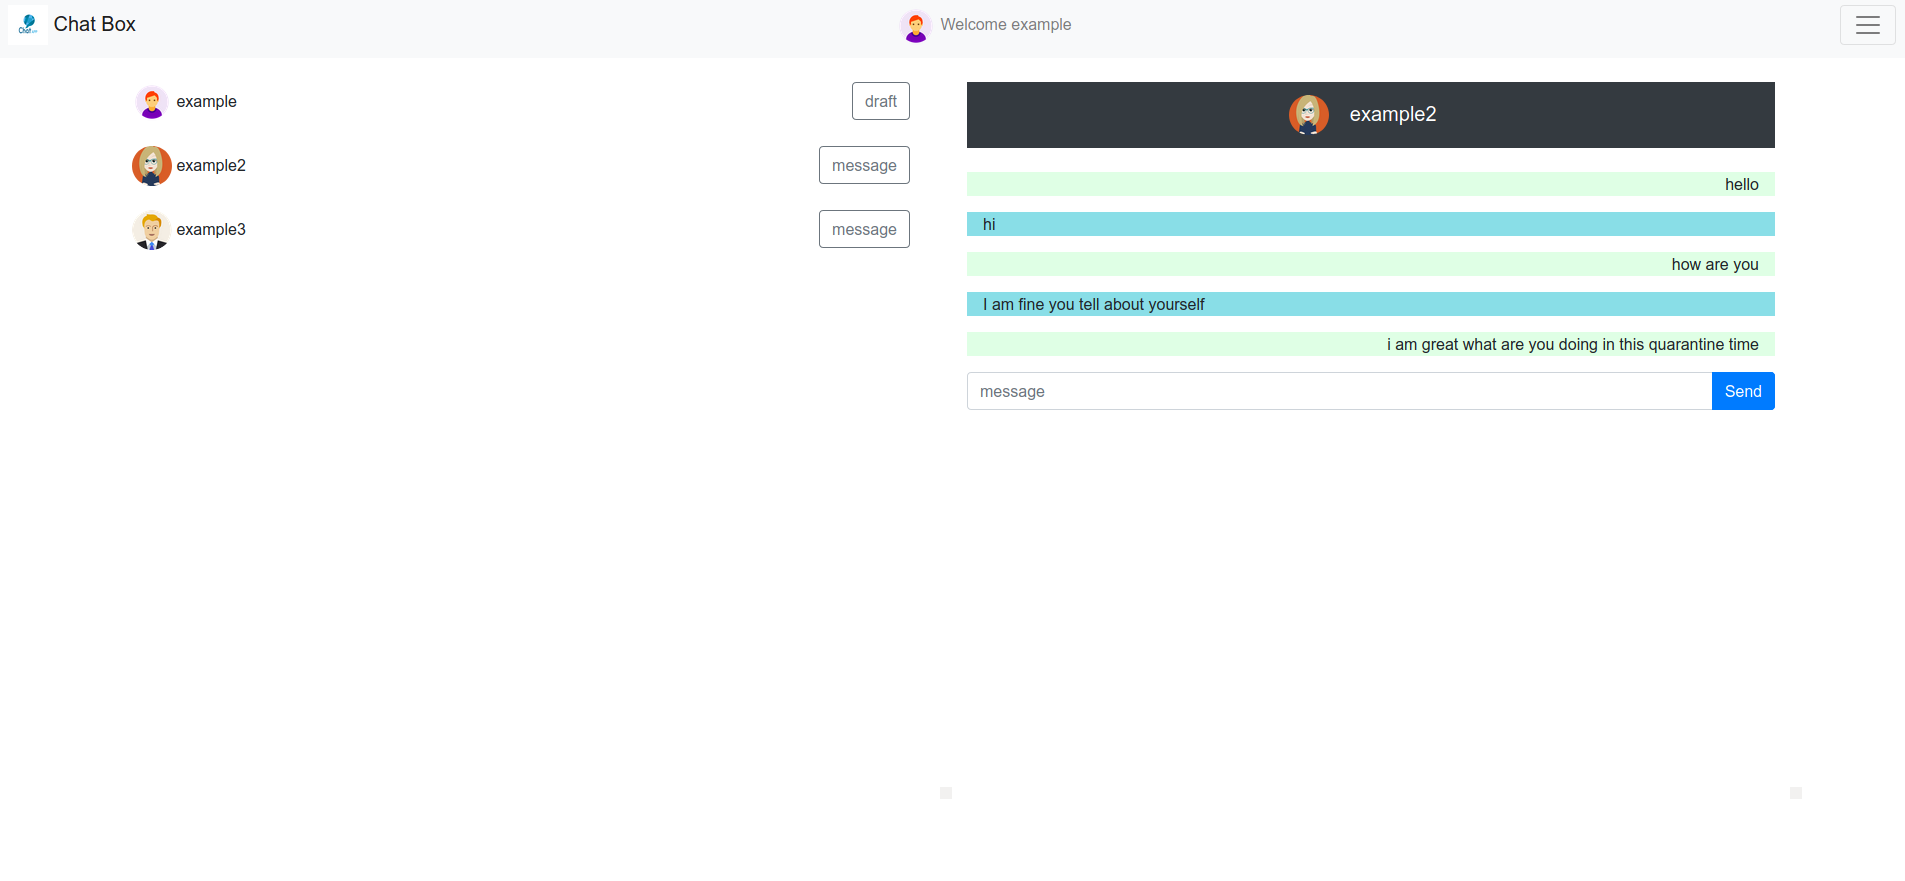 Chat Box
Welcome example
example
draft
example2
message
example3
message
example2
hello
hi
how are you
I am fine you tell about yourself
i am great what are you doing in this quarantine time
message
Send